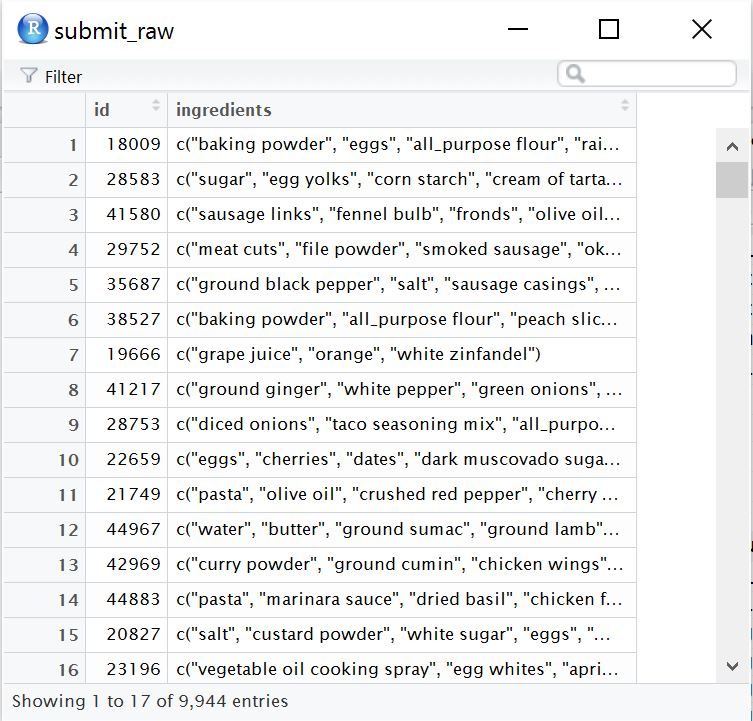 submit_raw
Filter
id ingredients
1 18009 c("baking powder", "eggs", "all_purpose flour", "rai...
2 28583 c("sugar", "egg yolks", "corn starch", "cream of tarta...
3 41580 c("sausage links", "fennel bulb", "fronds", "olive oil...
4 29752 c("meat cuts", "file powder", "smoked sausage", "ok...
5 35687 c("ground black pepper", "salt", "sausage casings", ...
6 38527 c("baking powder", "all_purpose flour", "peach slic...
7 19666 c("grape juice", "orange", "white zinfandel")
8 41217 c("ground ginger", "white pepper", "green onions", ...
9 28753 c("diced onions", "taco seasoning mix", "all_purpo...
10 22659 c("eggs", "cherries", "dates", "dark muscovado suga...
11 21749 c("pasta", "olive oil", "crushed red pepper", "cherry ...
12 44967 c("water", "butter", "ground sumac", "ground lamb"...
13 42969 c("curry powder", "ground cumin", "chicken wings"...
14 44883 c("pasta", "marinara sauce", "dried basil", "chicken f...
15 20827 c("salt", "custard powder", "white sugar", "eggs", "...
16 23196 c("vegetable oil cooking spray", "egg whites", "apri...
Showing 1 to 17 of 9,944 entries